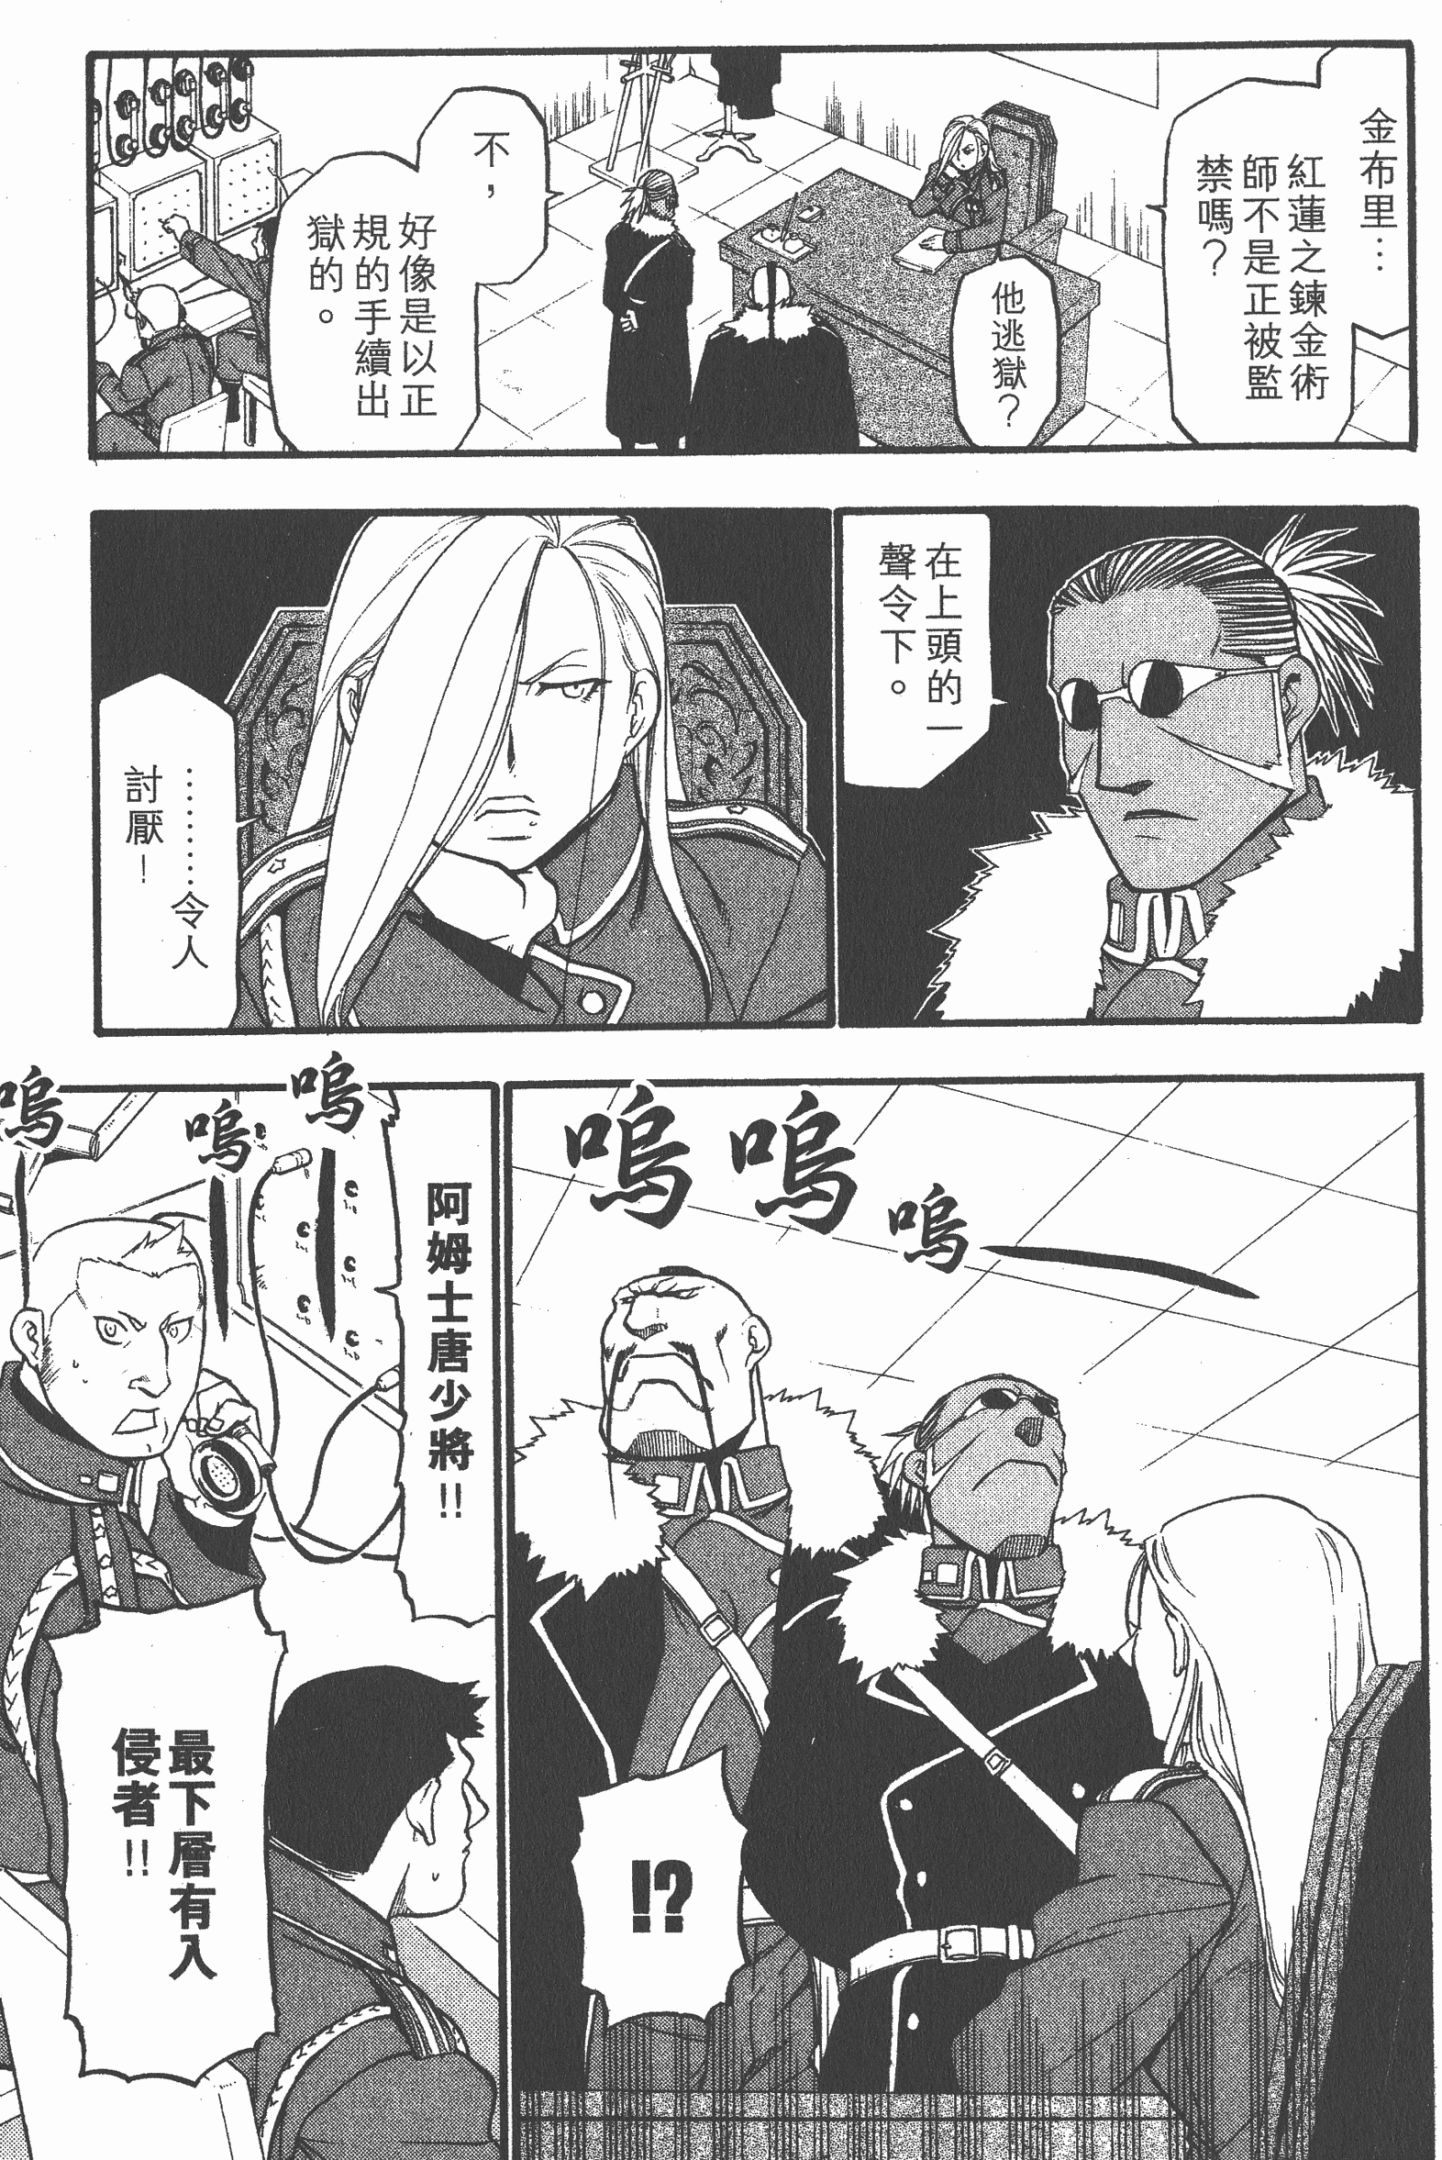 金布里…
紅蓮之鍊金術
師不是正被監
禁嗎？
他逃獄？
不，
好像是以正
規的手續出
獄的。
在上頭的一
聲令下。
………令人
討厭！
嗚
嗚
嗚
!?
阿姆士唐少將!!
嗚
嗚
嗚
最下層有入
侵者!!